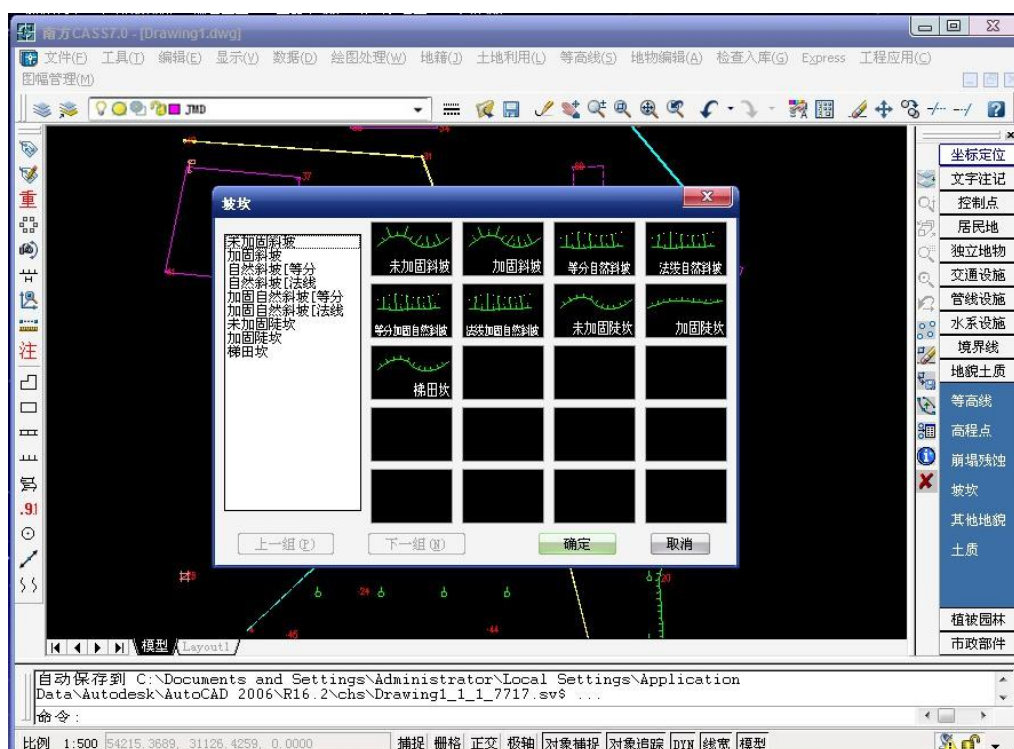 南方CASS7.0 - [Drawing1.dwg]
文件(F) 工具(T) 编辑(E) 显示(V) 数据(D) 绘图处理(W) 地籍(J) 土地利用(L) 等高线(S) 地物编辑(A) 检查入库(G) Express 工程应用(C)
图幅管理(M)
JMD
坐标定位
文字注记
控制点
居民地
独立地物
交通设施
管线设施
水系设施
境界线
地貌土质
等高线
高程点
崩塌残蚀
坡坎
其他地貌
土质
植被园林
市政部件
重
注
.91
37
坡坎
未加固斜坡
加固斜坡
自然斜坡[等分
自然斜坡[法线
加固自然斜坡[等分
加固自然斜坡[法线
未加固陡坎
加固陡坎
梯田坎
未加固斜坡 加固斜坡 等分自然斜坡 法线自然斜坡
等分加固自然斜坡 法线加固自然斜坡 未加固陡坎 加固陡坎
梯田坎
上一组(P) 下一组(N) 确定 取消
24
20
46
44
模型 Layout1
自动保存到 C:\Documents and Settings\Administrator\Local Settings\Application
Data\Autodesk\AutoCAD 2006\R16.2\chs\Drawing1_1_1_7717.sv$ ...
命令:
比例 1:500 54215.3689, 31126.4259, 0.0000 捕捉 栅格 正交 极轴 对象捕捉 对象追踪 DYN 线宽 模型